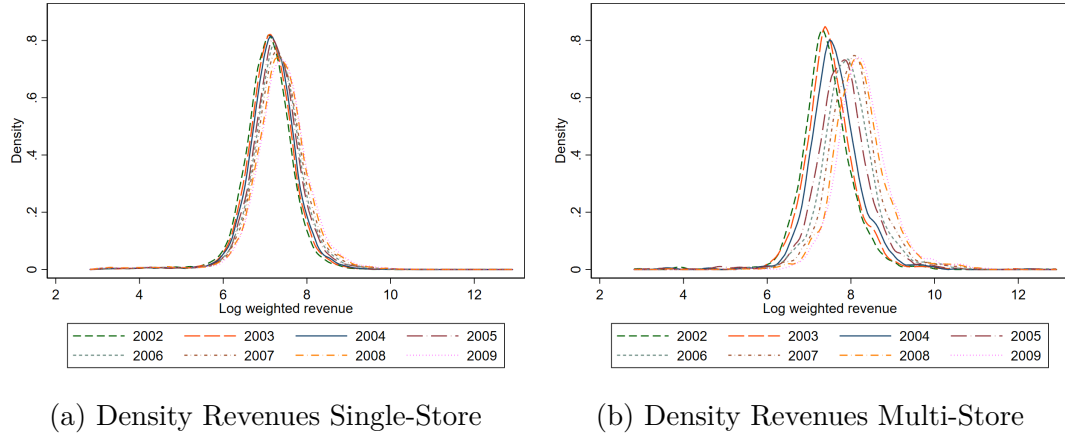 Density
.8
.6
.4
.2
0
2 4 6 8 10 12
Log weighted revenue
2002 2003 2004 2005
2006 2007 2008 2009
(a) Density Revenues Single-Store
Density
.8
.6
.4
.2
0
2 4 6 8 10 12
Log weighted revenue
2002 2003 2004 2005
2006 2007 2008 2009
(b) Density Revenues Multi-Store